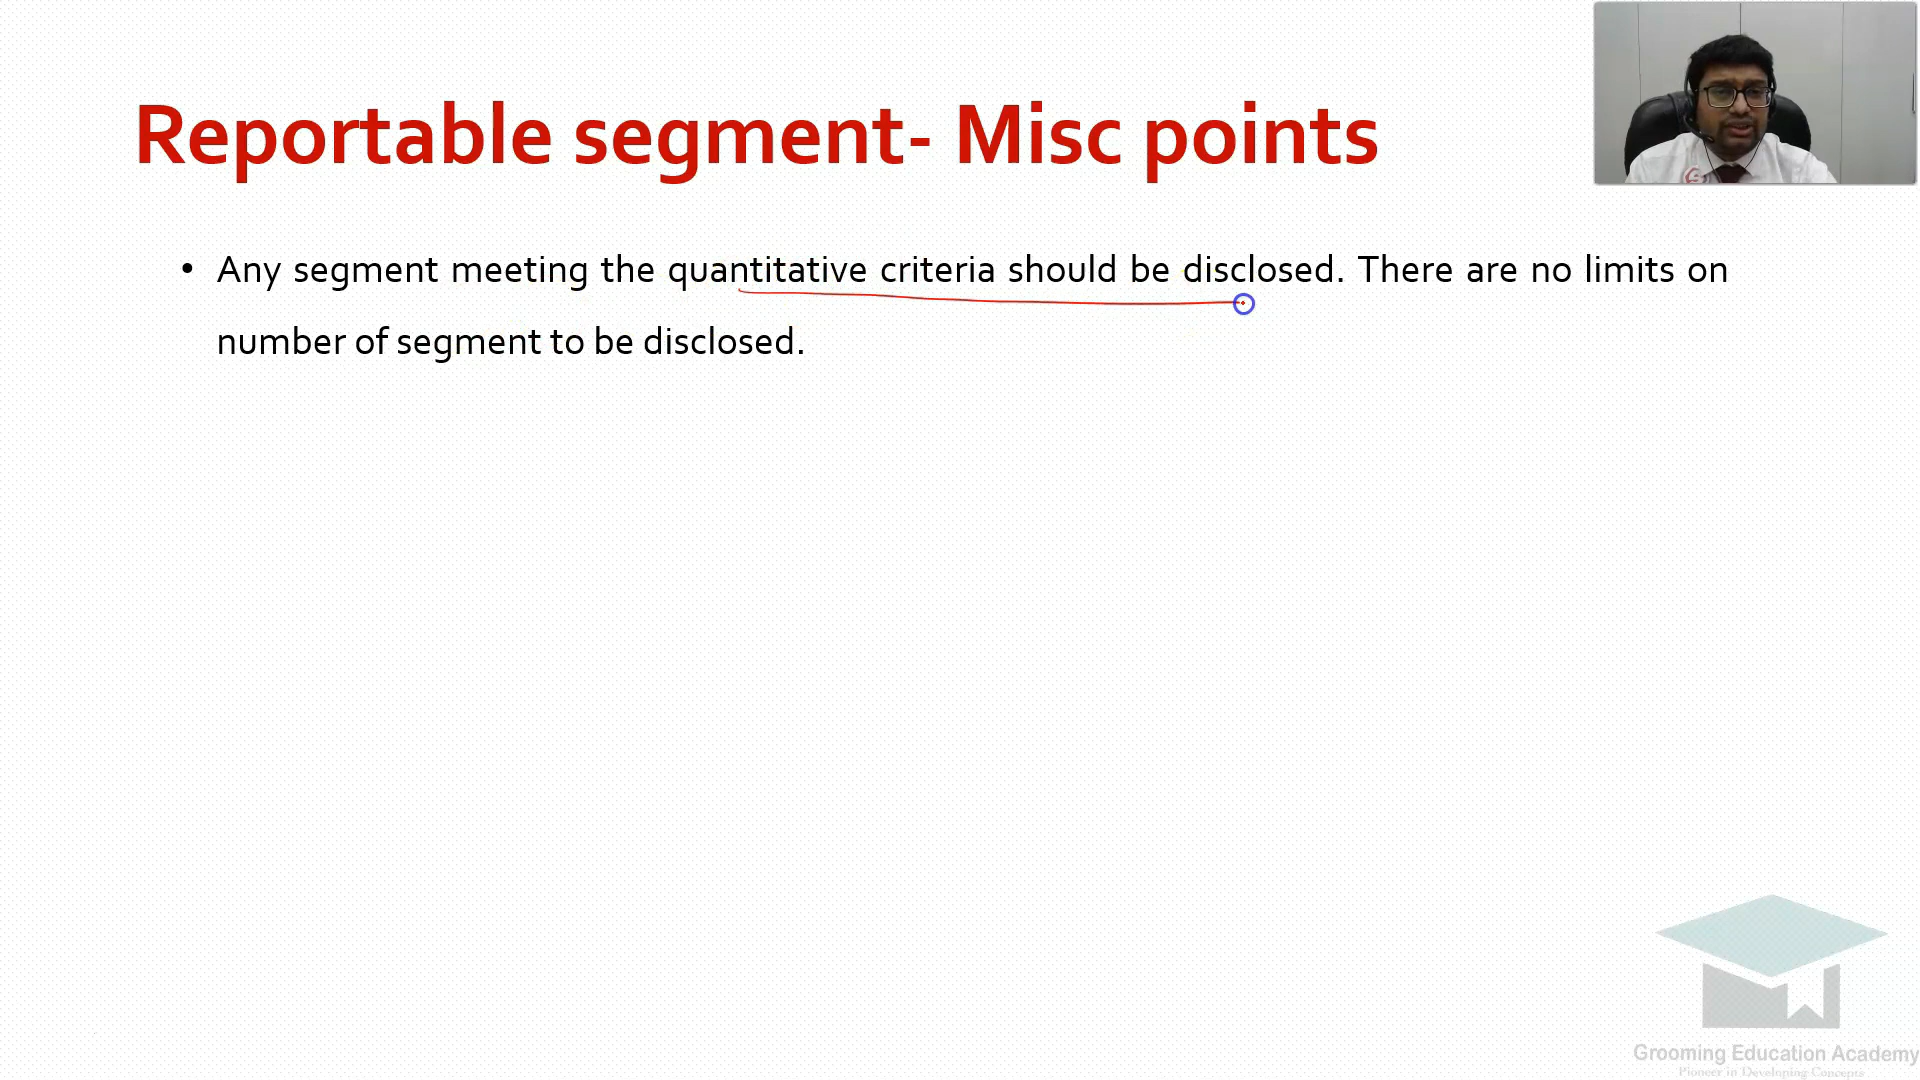 Reportable segment- Misc points
• Any segment meeting the quantitative criteria should be disclosed. There are no limits on
number of segment to be disclosed.
Grooming Education Academy
Pioneer in Developing Concepts